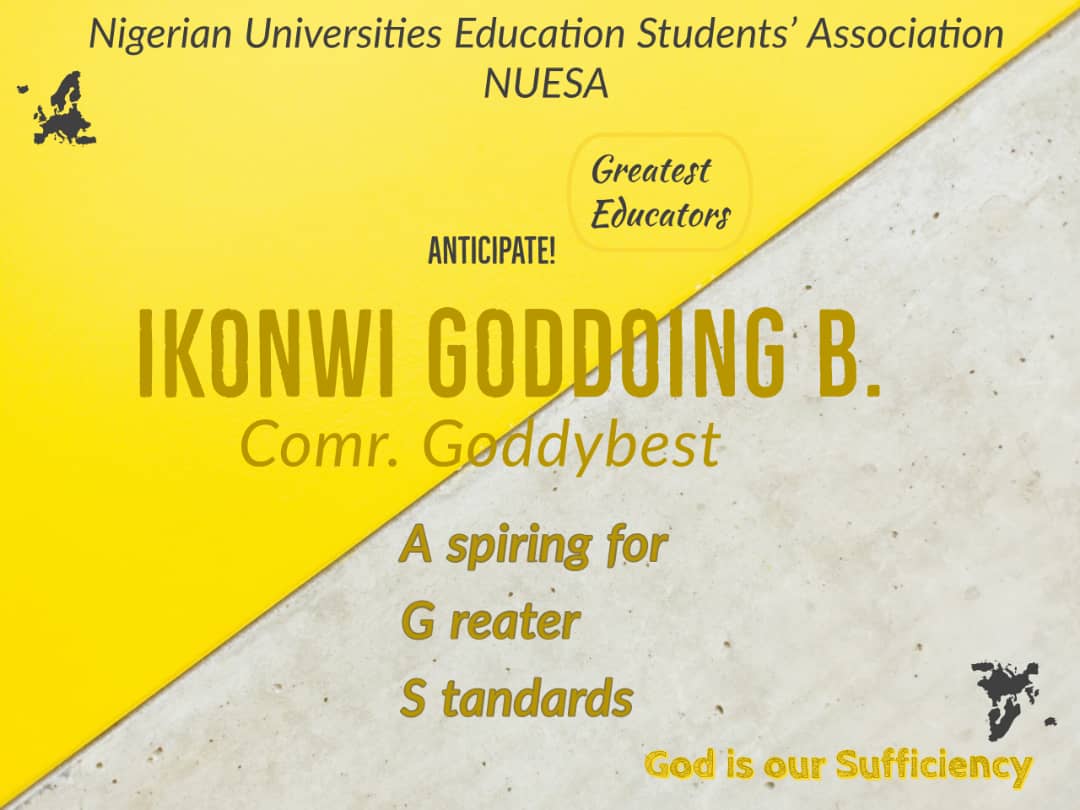 Nigerian Universities Education Students’ Association
NUESA
Greatest
Educators
ANTICIPATE!
IKONWI GODDOING B.
Comr. Goddybest
A spiring for
G reater
S tandards
God is our Sufficiency